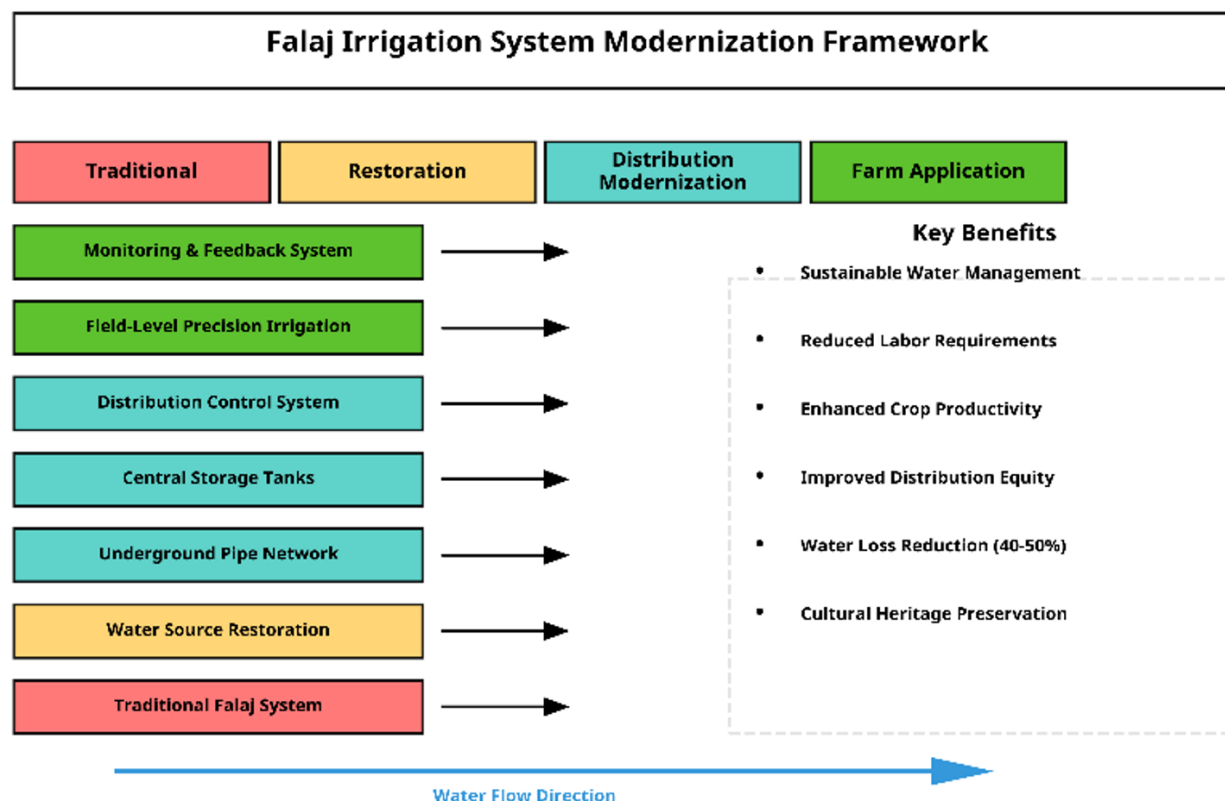 Falaj Irrigation System Modernization Framework
Traditional
Restoration
Distribution
Modernization
Farm Application
Monitoring & Feedback System
Field-Level Precision Irrigation
Distribution Control System
Central Storage Tanks
Underground Pipe Network
Water Source Restoration
Traditional Falaj System
Key Benefits
• Sustainable Water Management
• Reduced Labor Requirements
• Enhanced Crop Productivity
• Improved Distribution Equity
• Water Loss Reduction (40-50%)
• Cultural Heritage Preservation
Water Flow Direction